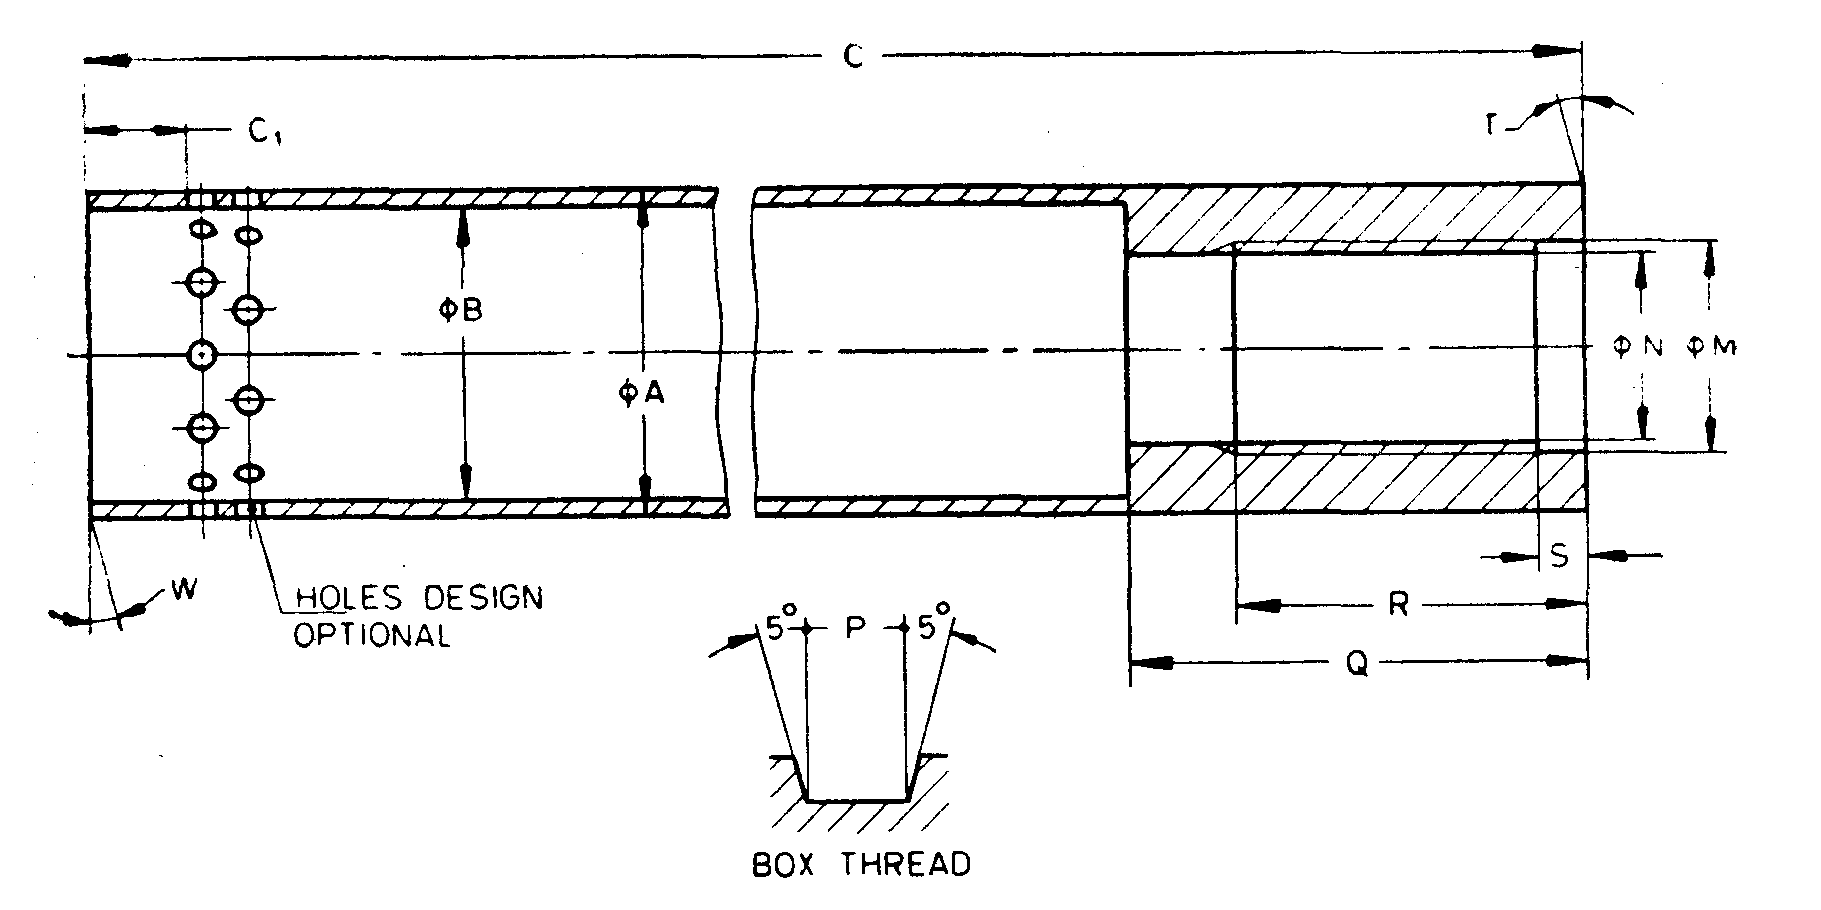 C
C₁
T
ϕB
ϕA
ϕN ϕM
W
HOLES DESIGN
OPTIONAL
S
R
Q
5° P 5°
BOX THREAD